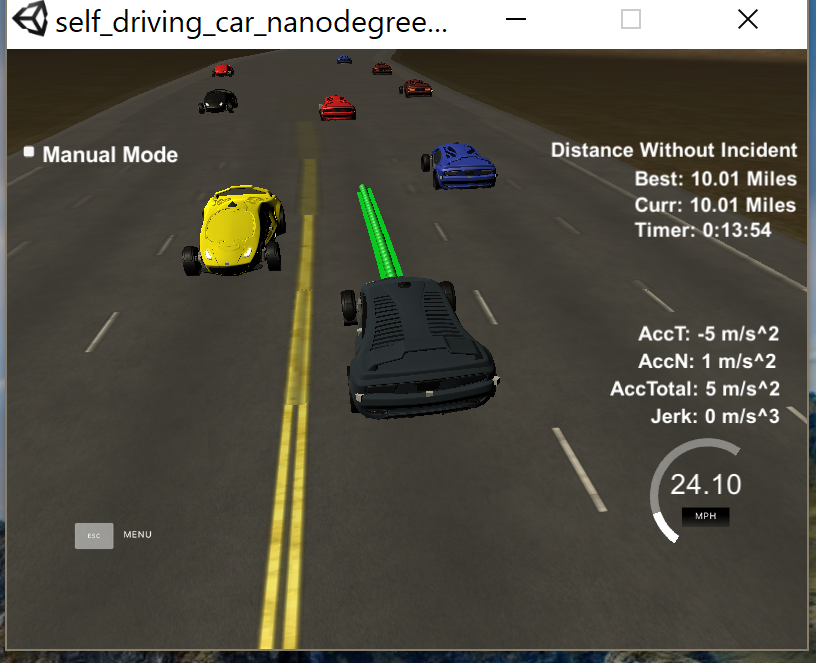 self_driving_car_nanodegree...
Manual Mode
Distance Without Incident
Best: 10.01 Miles
Curr: 10.01 Miles
Timer: 0:13:54
AccT: -5 m/s^2
AccN: 1 m/s^2
AccTotal: 5 m/s^2
Jerk: 0 m/s^3
24.10
MPH
ESC MENU